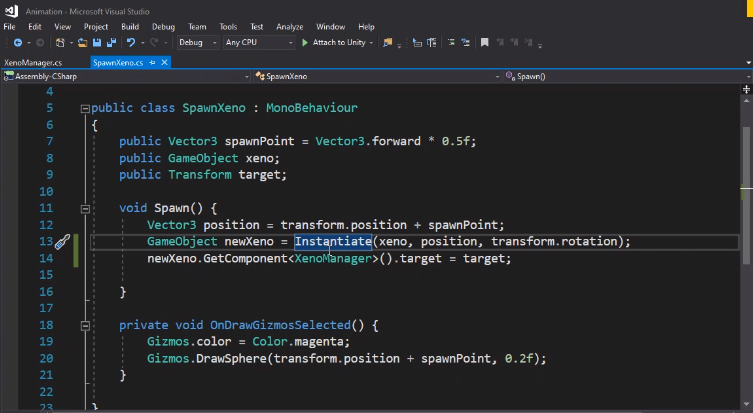 Animation - Microsoft Visual Studio
File Edit View Project Build Debug Team Tools Test Analyze Window Help
Debug Any CPU Attach to Unity
XenoManager.cs SpawnXeno.cs
Assembly-CSharp SpawnXeno Spawn()
4
5 public class SpawnXeno : MonoBehaviour
6 {
7 public Vector3 spawnPoint = Vector3.forward * 0.5f;
8 public GameObject xeno;
9 public Transform target;
10
11 void Spawn() {
12 Vector3 position = transform.position + spawnPoint;
13 GameObject newXeno = Instantiate(xeno, position, transform.rotation);
14 newXeno.GetComponent<XenoManager>().target = target;
15
16 }
17
18 private void OnDrawGizmosSelected() {
19 Gizmos.color = Color.magenta;
20 Gizmos.DrawSphere(transform.position + spawnPoint, 0.2f);
21 }
22
23 }